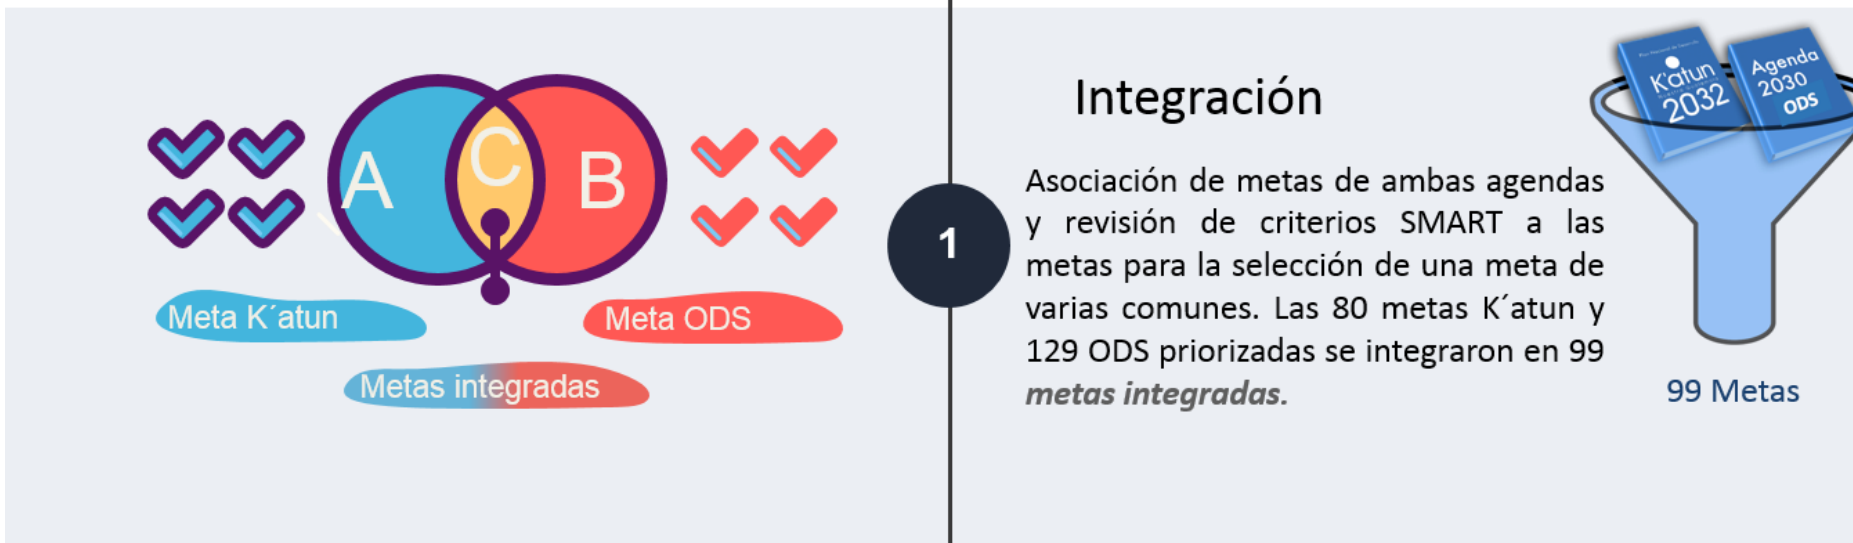 A
C
B
Meta K´atun
Meta ODS
Metas integradas
1
Integración
Asociación de metas de ambas agendas
y revisión de criterios SMART a las
metas para la selección de una meta de
varias comunes. Las 80 metas K´atun y
129 ODS priorizadas se integraron en 99
metas integradas.
K'atun
2032
Agenda
2030
ODS
99 Metas